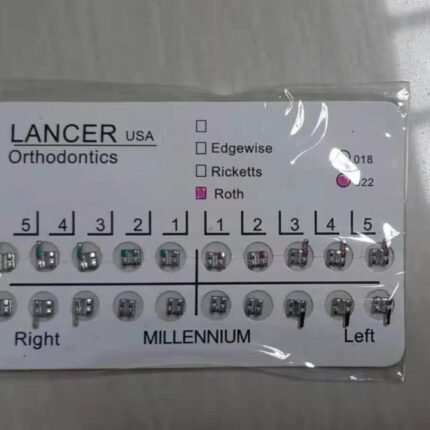 LANCER USA
Orthodontics
Edgewise
Ricketts
Roth
018
022
5 4 3 2 1 1 2 3 4 5
Right MILLENNIUM Left